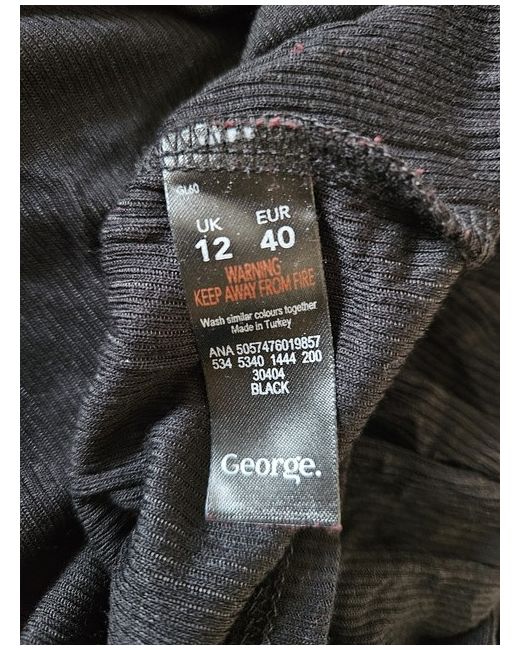 UK EUR
12 40
WARNING
KEEP AWAY FROM FIRE
Wash similar colours together
Made in Turkey
ANA 5057476019857
534 5340 1444 200
30404
BLACK
George.